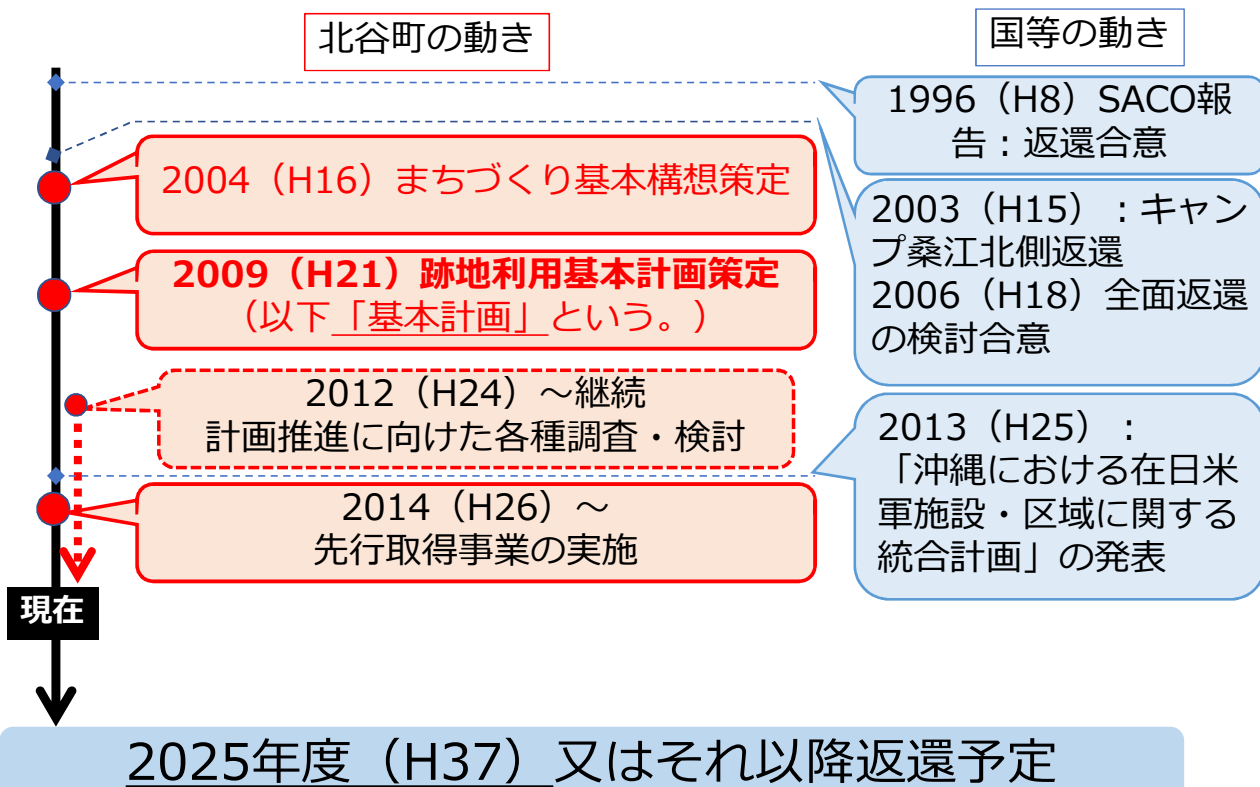 北谷町の動き
国等の動き
1996（H8）SACO報
告：返還合意
2004（H16）まちづくり基本構想策定
2003（H15）：キャン
プ桑江北側返還
2006（H18）全面返還
の検討合意
2009（H21）跡地利用基本計画策定
（以下「基本計画」という。）
2012（H24）～継続
計画推進に向けた各種調査・検討
2013（H25）：
「沖縄における在日米
軍施設・区域に関する
統合計画」の発表
2014（H26）～
先行取得事業の実施
現在
2025年度（H37）又はそれ以降返還予定